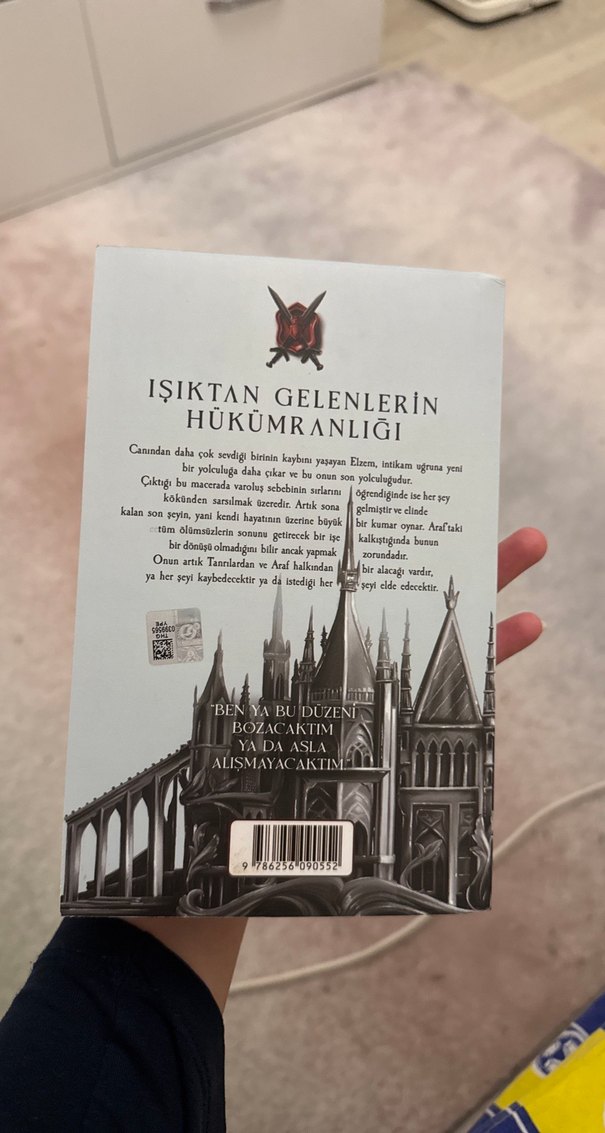 IŞIKTAN GELENLERİN
HÜKÜMRANLIĞI
Canından daha çok sevdiği birinin kaybını yaşayan Elzem, intikam uğruna yeni
bir yolculuğa daha çıkar ve bu onun son yolculuğudur.
Çıktığı bu macerada varoluş sebebinin sırlarını öğrendiğinde ise her şey
kökünden sarsılmak üzeredir. Artık sona gelmiştir ve elinde
kalan son şeyin, yani kendi hayatının üzerine büyük bir kumar oynar. Araf'taki
tüm ölümsüzlerin sonunu getirecek bir işe kalkıştığında bunun
bir dönüşü olmadığını bilir ancak yapmak zorundadır.
Onun artık Tanrılardan ve Araf halkından bir alacağı vardır,
ya her şeyi kaybedecektir ya da istediği her şeyi elde edecektir.
THG
YPE
0399565
"BEN YA BU DÜZENİ
BOZACAKTIM
YA DA ASLA
ALIŞMAYACAKTIM."
9 786256 090552